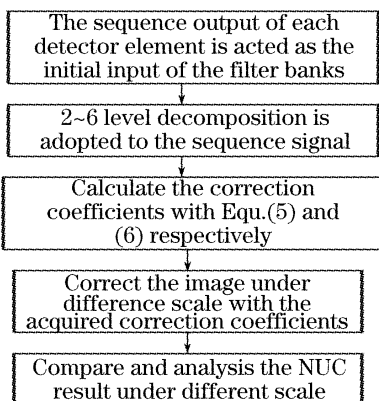 The sequence output of each
detector element is acted as the
initial input of the filter banks
2~6 level decomposition is
adopted to the sequence signal
Calculate the correction
coefficients with Equ.(5) and
(6) respectively
Correct the image under
difference scale with the
acquired correction coefficients
Compare and analysis the NUC
result under different scale